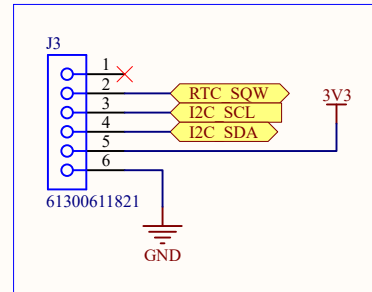 J3
1
2
RTC_SQW
3V3
3
I2C_SCL
4
I2C_SDA
5
6
61300611821
GND